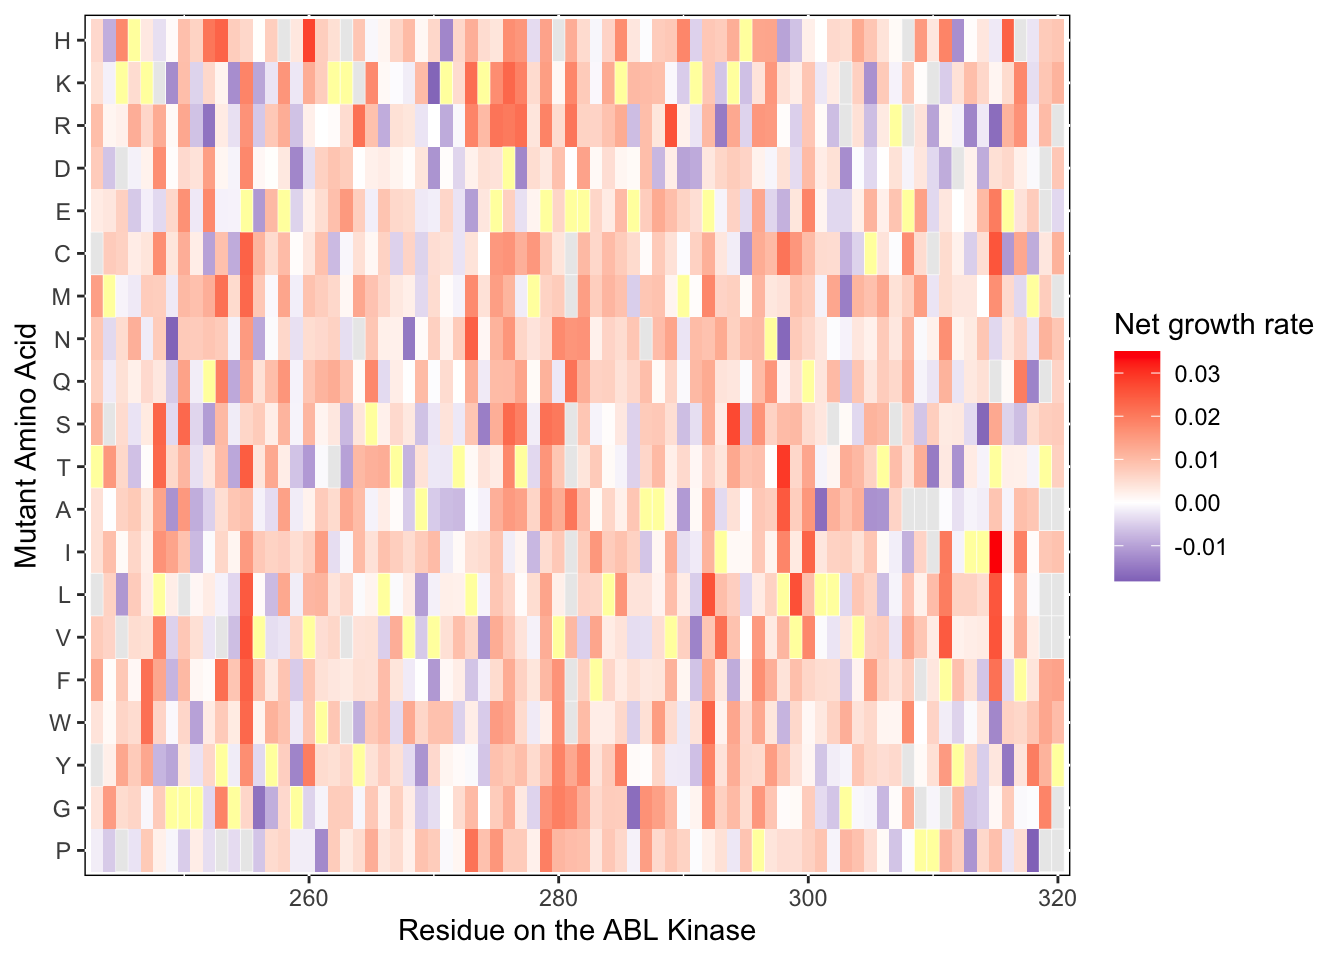 H
K
R
D
E
C
M
N
Q
S
T
A
I
L
V
F
W
Y
G
P
Mutant Amino Acid
260
280
300
320
Residue on the ABL Kinase
Net growth rate
0.03
0.02
0.01
0.00
-0.01